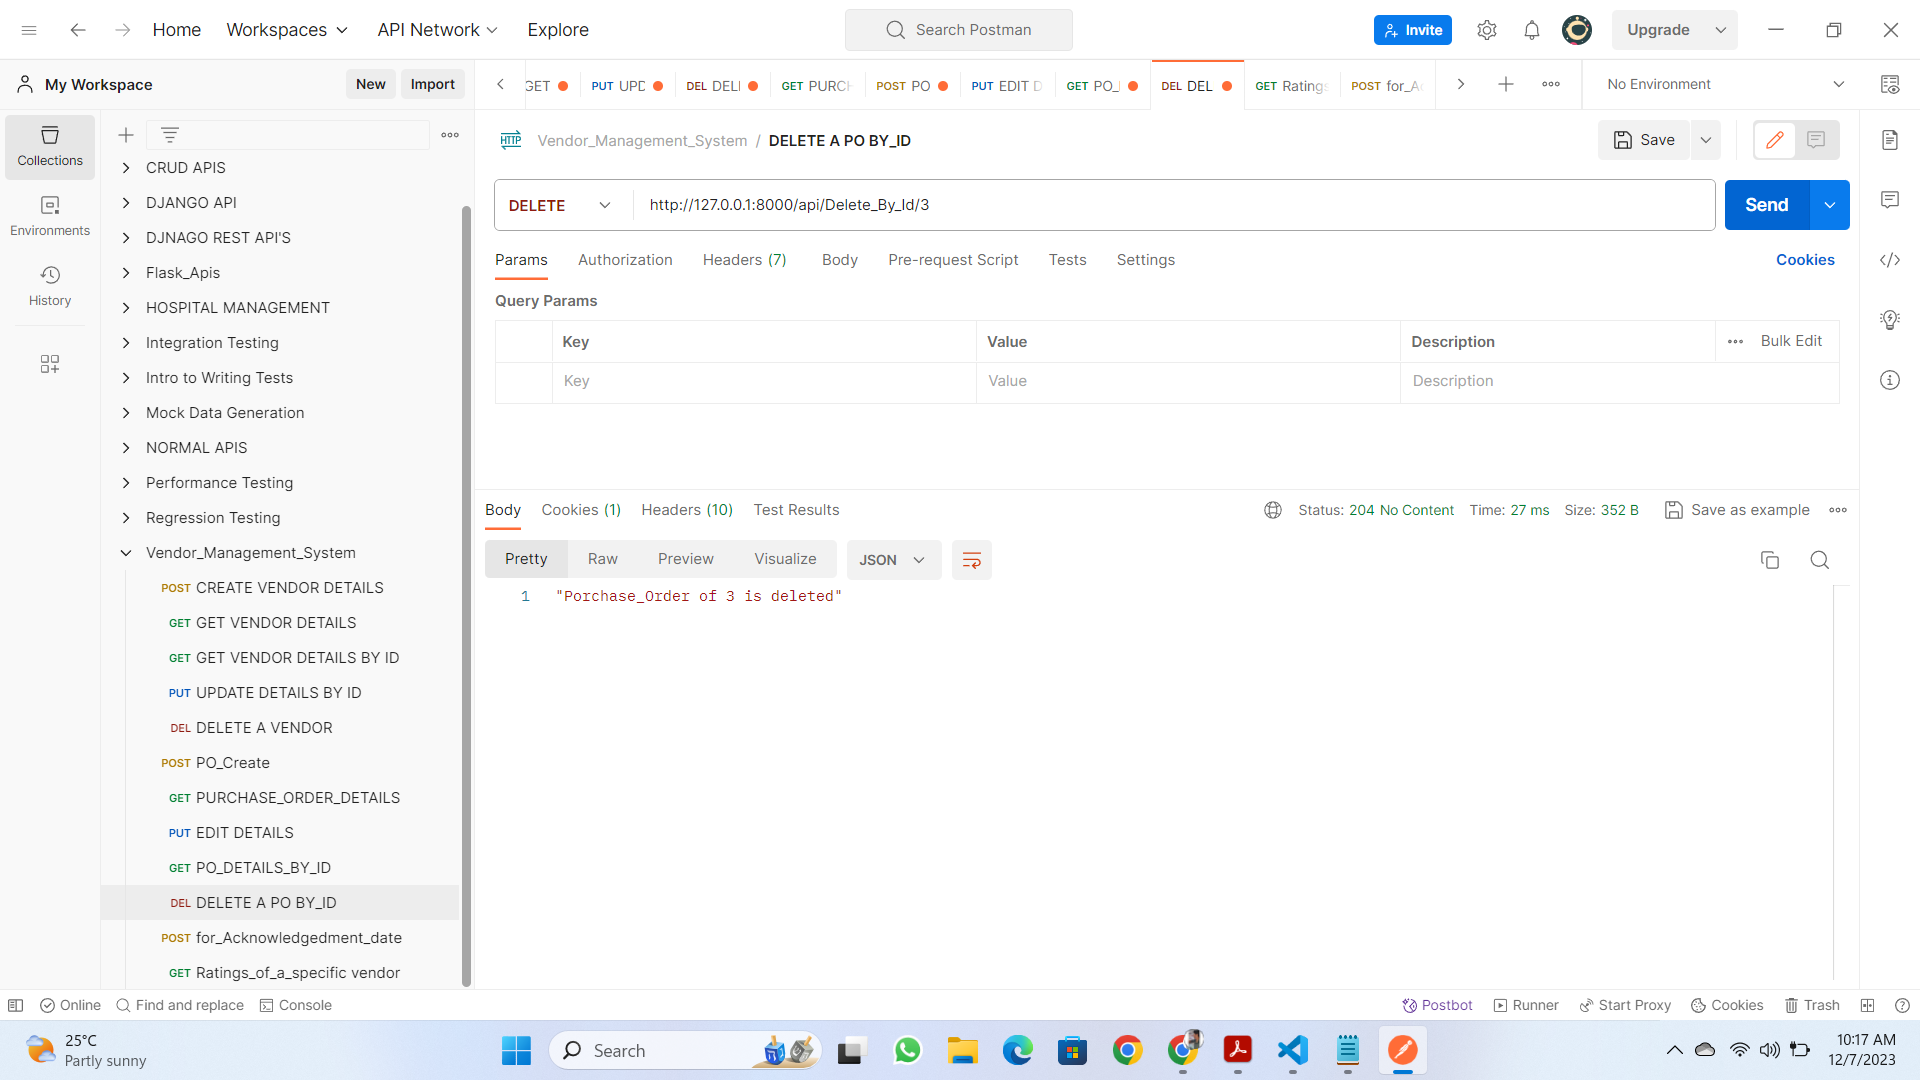 Home
Workspaces
API Network
Explore
Search Postman
Invite
Upgrade
My Workspace
New
Import
GET
PUT UPD
DEL DELI
GET PURCH
POST PO
PUT EDIT D
GET PO_
DEL DEL
GET Ratings
POST for_Ac
No Environment
Collections
Environments
History
CRUD APIS
DJANGO API
DJNAGO REST API'S
Flask_Apis
HOSPITAL MANAGEMENT
Integration Testing
Intro to Writing Tests
Mock Data Generation
NORMAL APIS
Performance Testing
Regression Testing
Vendor_Management_System
POST CREATE VENDOR DETAILS
GET GET VENDOR DETAILS
GET GET VENDOR DETAILS BY ID
PUT UPDATE DETAILS BY ID
DEL DELETE A VENDOR
POST PO_Create
GET PURCHASE_ORDER_DETAILS
PUT EDIT DETAILS
GET PO_DETAILS_BY_ID
DEL DELETE A PO BY_ID
POST for_Acknowledgedment_date
GET Ratings_of_a_specific vendor
HTTP Vendor_Management_System / DELETE A PO BY_ID
Save
DELETE http://127.0.0.1:8000/api/Delete_By_Id/3
Send
Params Authorization Headers (7) Body Pre-request Script Tests Settings
Cookies
Query Params
Key Value Description
Bulk Edit
Key Value Description
Body Cookies (1) Headers (10) Test Results
Status: 204 No Content Time: 27 ms Size: 352 B
Save as example
Pretty Raw Preview Visualize
JSON
1 "Porchase_Order of 3 is deleted"
Online
Find and replace
Console
Postbot
Runner
Start Proxy
Cookies
Trash
25°C
Partly sunny
Search
10:17 AM
12/7/2023